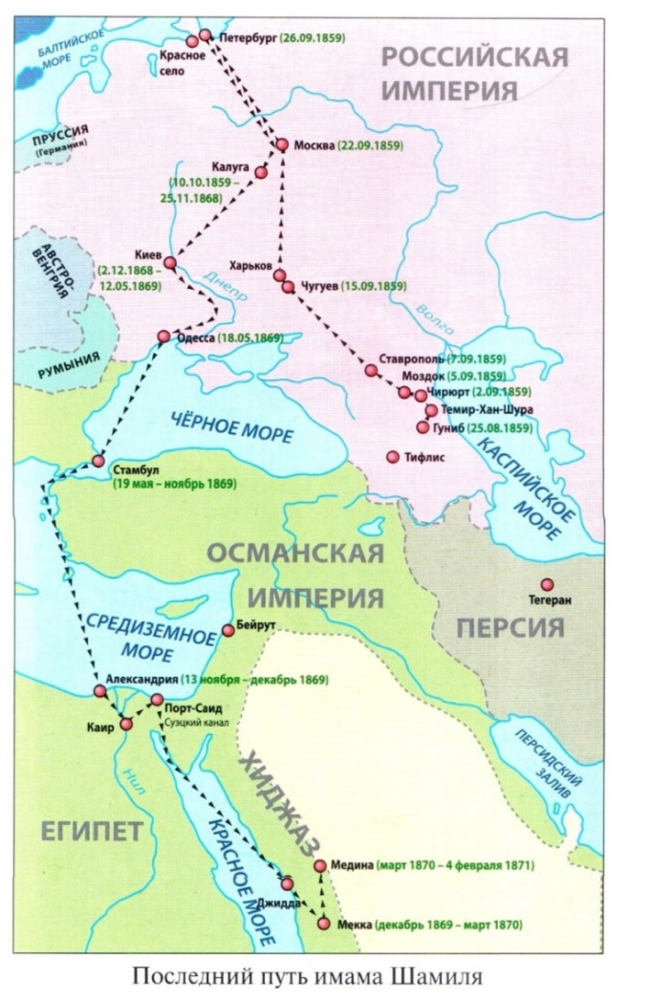 БАЛТИЙСКОЕ
МОРЕ
Петербург (26.09.1859)
Красное
село
РОССИЙСКАЯ
ИМПЕРИЯ
ПРУССИЯ
(Германия)
Москва (22.09.1859)
Калуга
(10.10.1859 –
25.11.1868)
АВСТРО-
ВЕНГРИЯ
Киев
(2.12.1868 –
12.05.1869)
Днепр
Харьков
Чугуев (15.09.1859)
Волга
Одесса (18.05.1869)
РУМЫНИЯ
Ставрополь (7.09.1859)
Моздок (5.09.1859)
Чирюрт (2.09.1859)
Темир-Хан-Шура
Гуниб (25.08.1859)
ЧЁРНОЕ МОРЕ
Тифлис
КАСПИЙСКОЕ
МОРЕ
Стамбул
(19 мая – ноябрь 1869)
ОСМАНСКАЯ
ИМПЕРИЯ
Тегеран
ПЕРСИЯ
СРЕДИЗЕМНОЕ
МОРЕ
Бейрут
Александрия (13 ноября – декабрь 1869)
Каир
Порт-Саид
Суэцкий канал
ПЕРСИДСКИЙ
ЗАЛИВ
Нил
ХИДЖАЗ
ЕГИПЕТ
КРАСНОЕ МОРЕ
Медина (март 1870 – 4 февраля 1871)
Джидда
Мекка (декабрь 1869 – март 1870)
Последний путь имама Шамиля